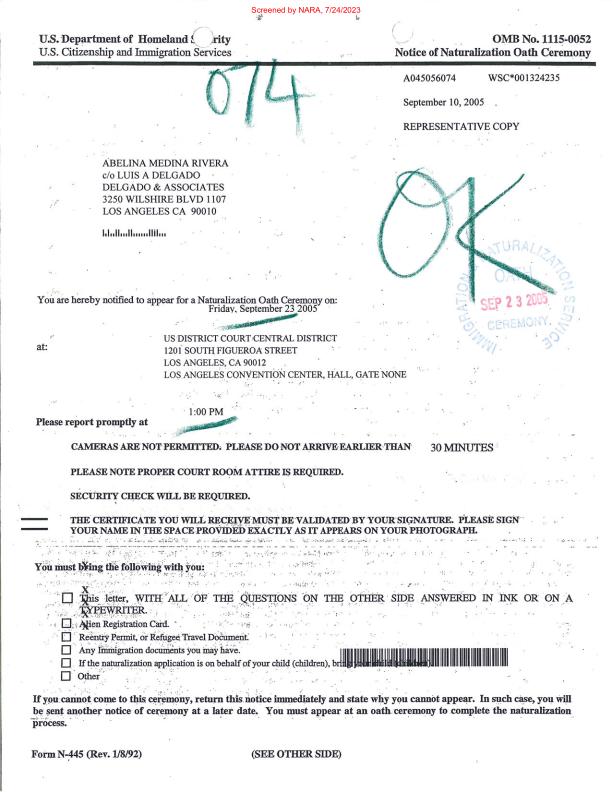 Screened by NARA, 7/24/2023
U.S. Department of Homeland Security
U.S. Citizenship and Immigration Services
OMB No. 1115-0052
Notice of Naturalization Oath Ceremony
074
A045056074 WSC*001324235
September 10, 2005
REPRESENTATIVE COPY
ABELINA MEDINA RIVERA
c/o LUIS A DELGADO
DELGADO & ASSOCIATES
3250 WILSHIRE BLVD 1107
LOS ANGELES CA 90010
OK
IMMIGRATION & NATURALIZATION SERVICE
OATH
SEP 23 2005
CEREMONY
You are hereby notified to appear for a Naturalization Oath Ceremony on:
Friday, September 23 2005
at:
US DISTRICT COURT CENTRAL DISTRICT
1201 SOUTH FIGUEROA STREET
LOS ANGELES, CA 90012
LOS ANGELES CONVENTION CENTER, HALL, GATE NONE
Please report promptly at 1:00 PM
CAMERAS ARE NOT PERMITTED. PLEASE DO NOT ARRIVE EARLIER THAN 30 MINUTES
PLEASE NOTE PROPER COURT ROOM ATTIRE IS REQUIRED.
SECURITY CHECK WILL BE REQUIRED.
THE CERTIFICATE YOU WILL RECEIVE MUST BE VALIDATED BY YOUR SIGNATURE. PLEASE SIGN
YOUR NAME IN THE SPACE PROVIDED EXACTLY AS IT APPEARS ON YOUR PHOTOGRAPH.
You must bring the following with you:
X
This letter, WITH ALL OF THE QUESTIONS ON THE OTHER SIDE ANSWERED IN INK OR ON A
TYPEWRITER.
Alien Registration Card.
Reentry Permit, or Refugee Travel Document.
Any Immigration documents you may have.
If the naturalization application is on behalf of your child (children), bring your child (children).
Other
If you cannot come to this ceremony, return this notice immediately and state why you cannot appear. In such case, you will
be sent another notice of ceremony at a later date. You must appear at an oath ceremony to complete the naturalization
process.
Form N-445 (Rev. 1/8/92) (SEE OTHER SIDE)